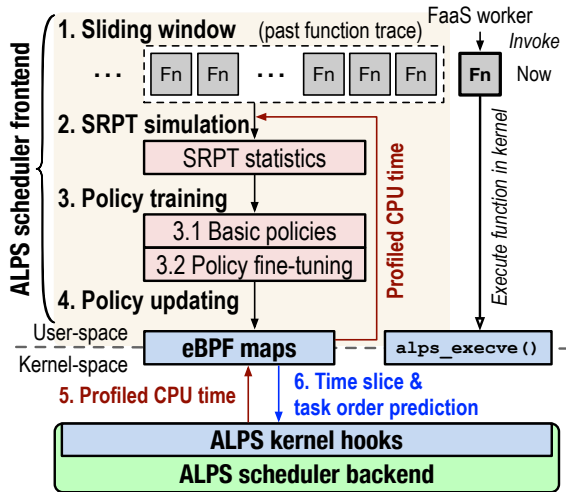 FaaS worker
1. Sliding window (past function trace)
Invoke
... Fn Fn ... Fn Fn Fn
Fn Now
2. SRPT simulation
SRPT statistics
3. Policy training
3.1 Basic policies
3.2 Policy fine-tuning
4. Policy updating
ALPS scheduler frontend
Profiled CPU time
Execute function in kernel
User-space
Kernel-space
eBPF maps
alps_execve()
5. Profiled CPU time
6. Time slice &
task order prediction
ALPS kernel hooks
ALPS scheduler backend